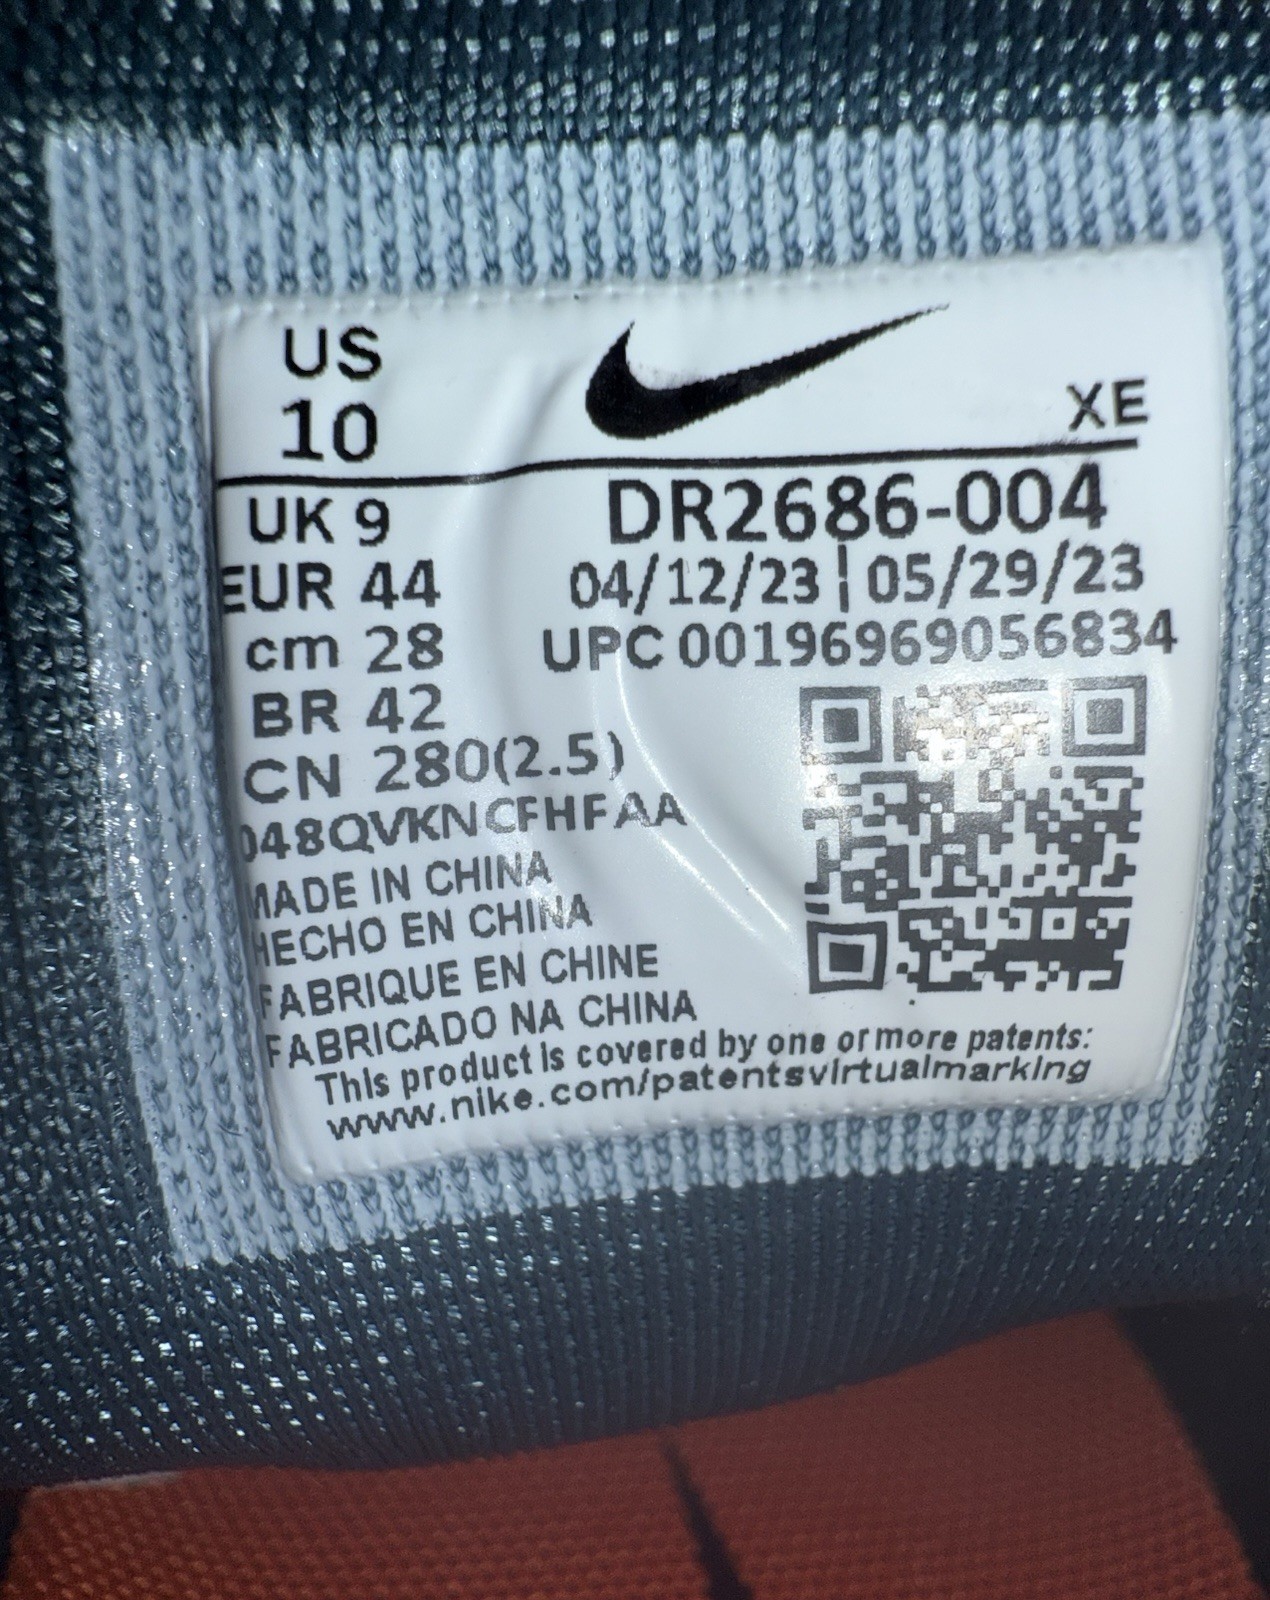 US
10
XE
UK 9
EUR 44
cm 28
BR 42
CN 280(2.5)
DR2686-004
04/12/23 | 05/29/23
UPC 00196969056834
048QVKNCFHFAA
MADE IN CHINA
HECHO EN CHINA
FABRIQUE EN CHINE
FABRICADO NA CHINA
This product is covered by one or more patents:
www.nike.com/patentsvirtualmarking